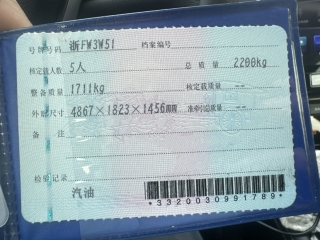 号牌号码 浙FW3W51 档案编号
核定载人数 5人 总质量 2200kg
整备质量 1711kg 核定载质量 --
外廓尺寸 4867×1823×1456mm 准牵引总质量 --
备注
检验记录
汽油
*3320030991789*